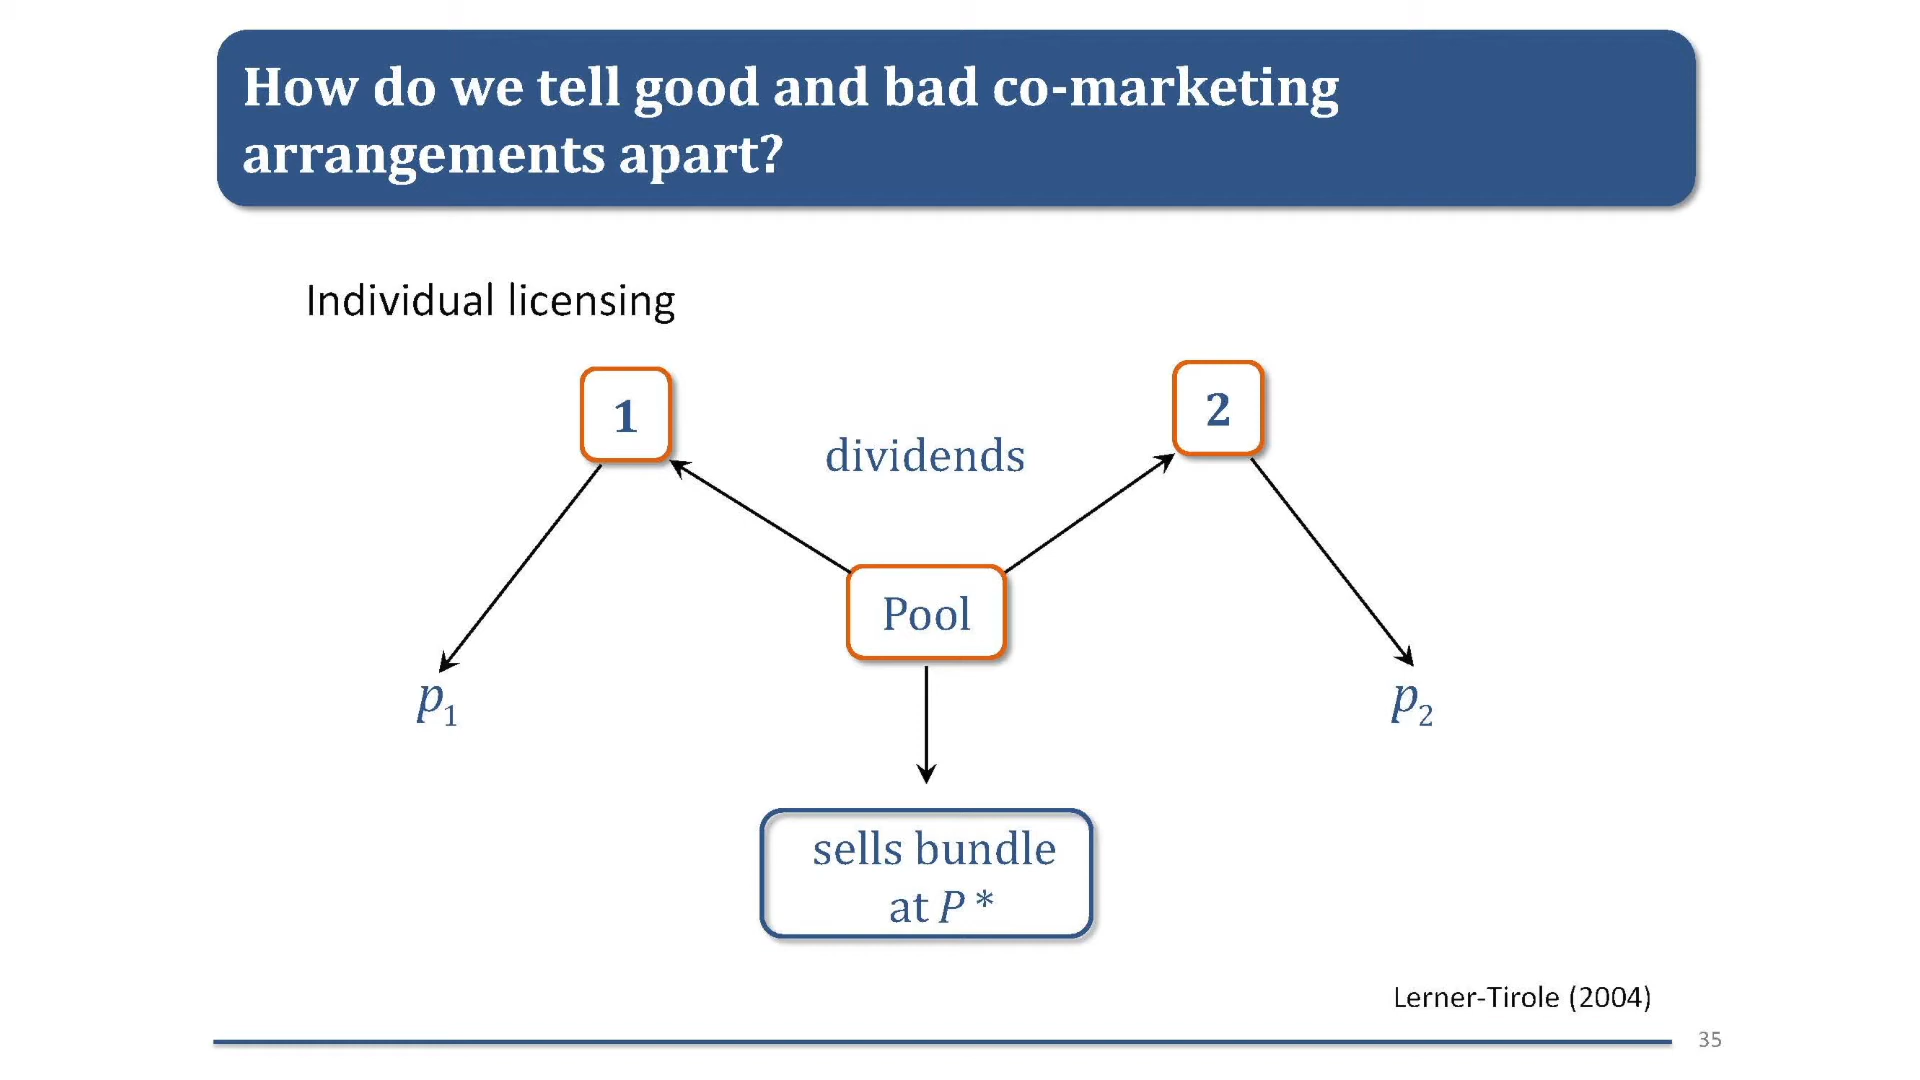 How do we tell good and bad co-marketing
arrangements apart?
Individual licensing
1
2
dividends
Pool
p1
p2
sells bundle
at P *
Lerner-Tirole (2004)
35